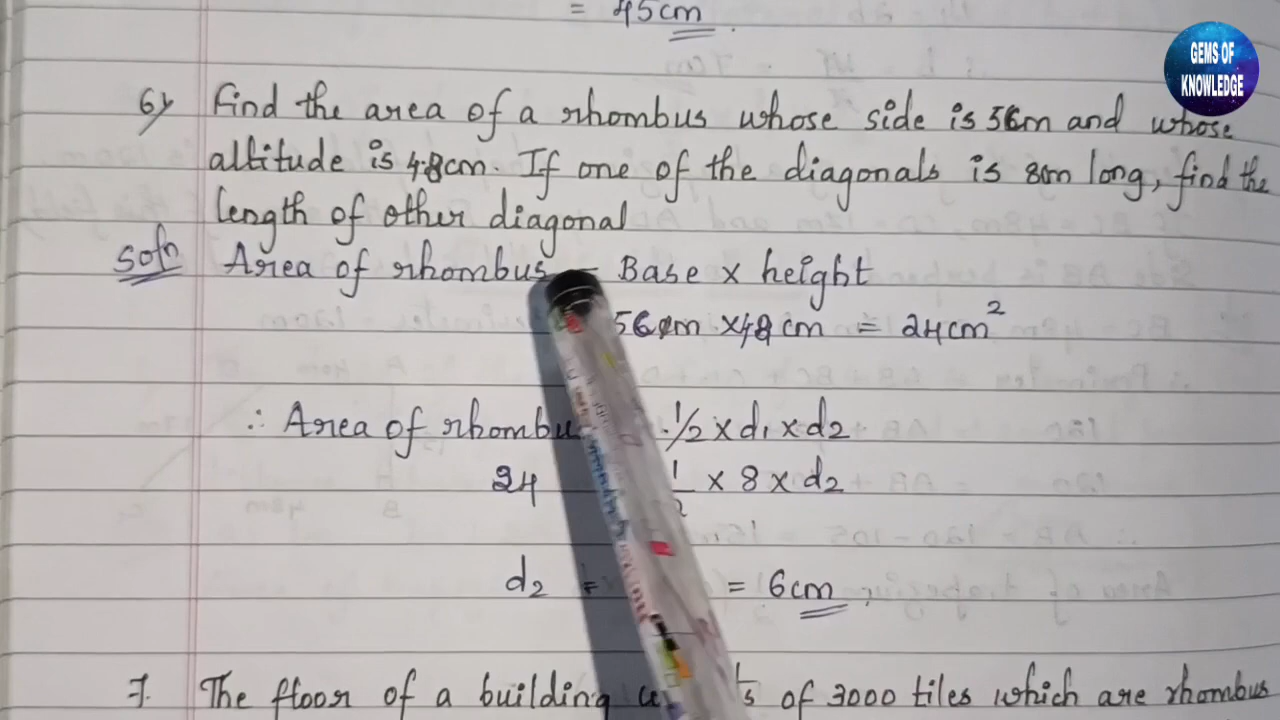 = 45cm.
GEMS OF
KNOWLEDGE
6) Find the area of a rhombus whose side is 5cm and whose
altitude is 4.8cm. If one of the diagonals is 8cm long, find the
length of other diagonal
Soln Area of rhombus = Base x height
cm x 4.8 cm = 24cm²
∴ Area of rhombus 1/2 x d1 x d2
24 1/2 x 8 x d2
d2 = = 6cm
7. The floor of a building of 3000 tiles which are rhombus